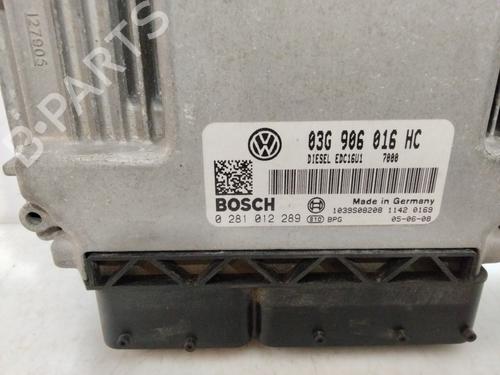 127905
B-PARTS
03G 906 016 HC
DIESEL EDC16U1 7000
BOSCH
Made in Germany
1039S08208 1142 0169
0 281 012 289 BPG 05-06-08